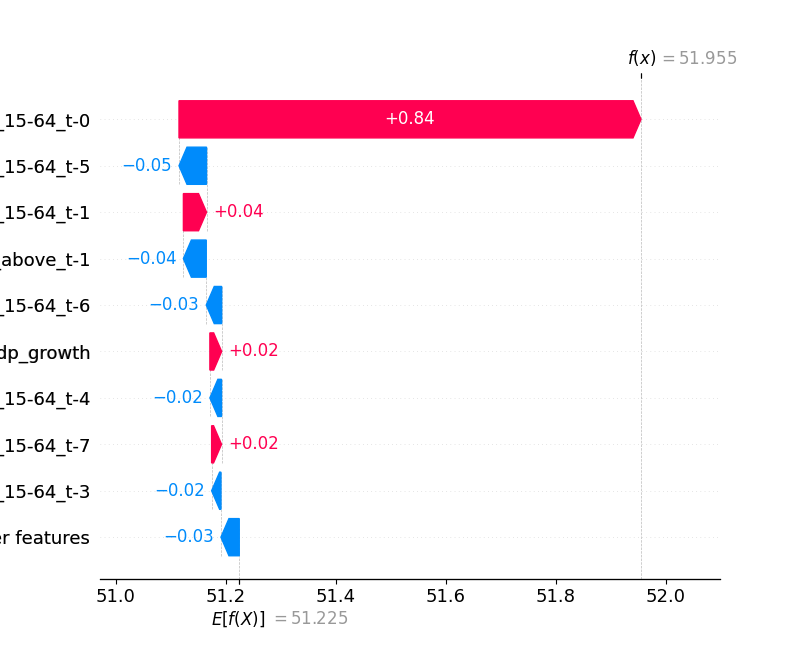 f(x) = 51.955
_15-64_t-0 +0.84
_15-64_t-5 −0.05
_15-64_t-1 +0.04
_above_t-1 −0.04
_15-64_t-6 −0.03
dp_growth +0.02
_15-64_t-4 −0.02
_15-64_t-7 +0.02
_15-64_t-3 −0.02
er features −0.03
51.0 51.2 51.4 51.6 51.8 52.0
E[f(X)] = 51.225